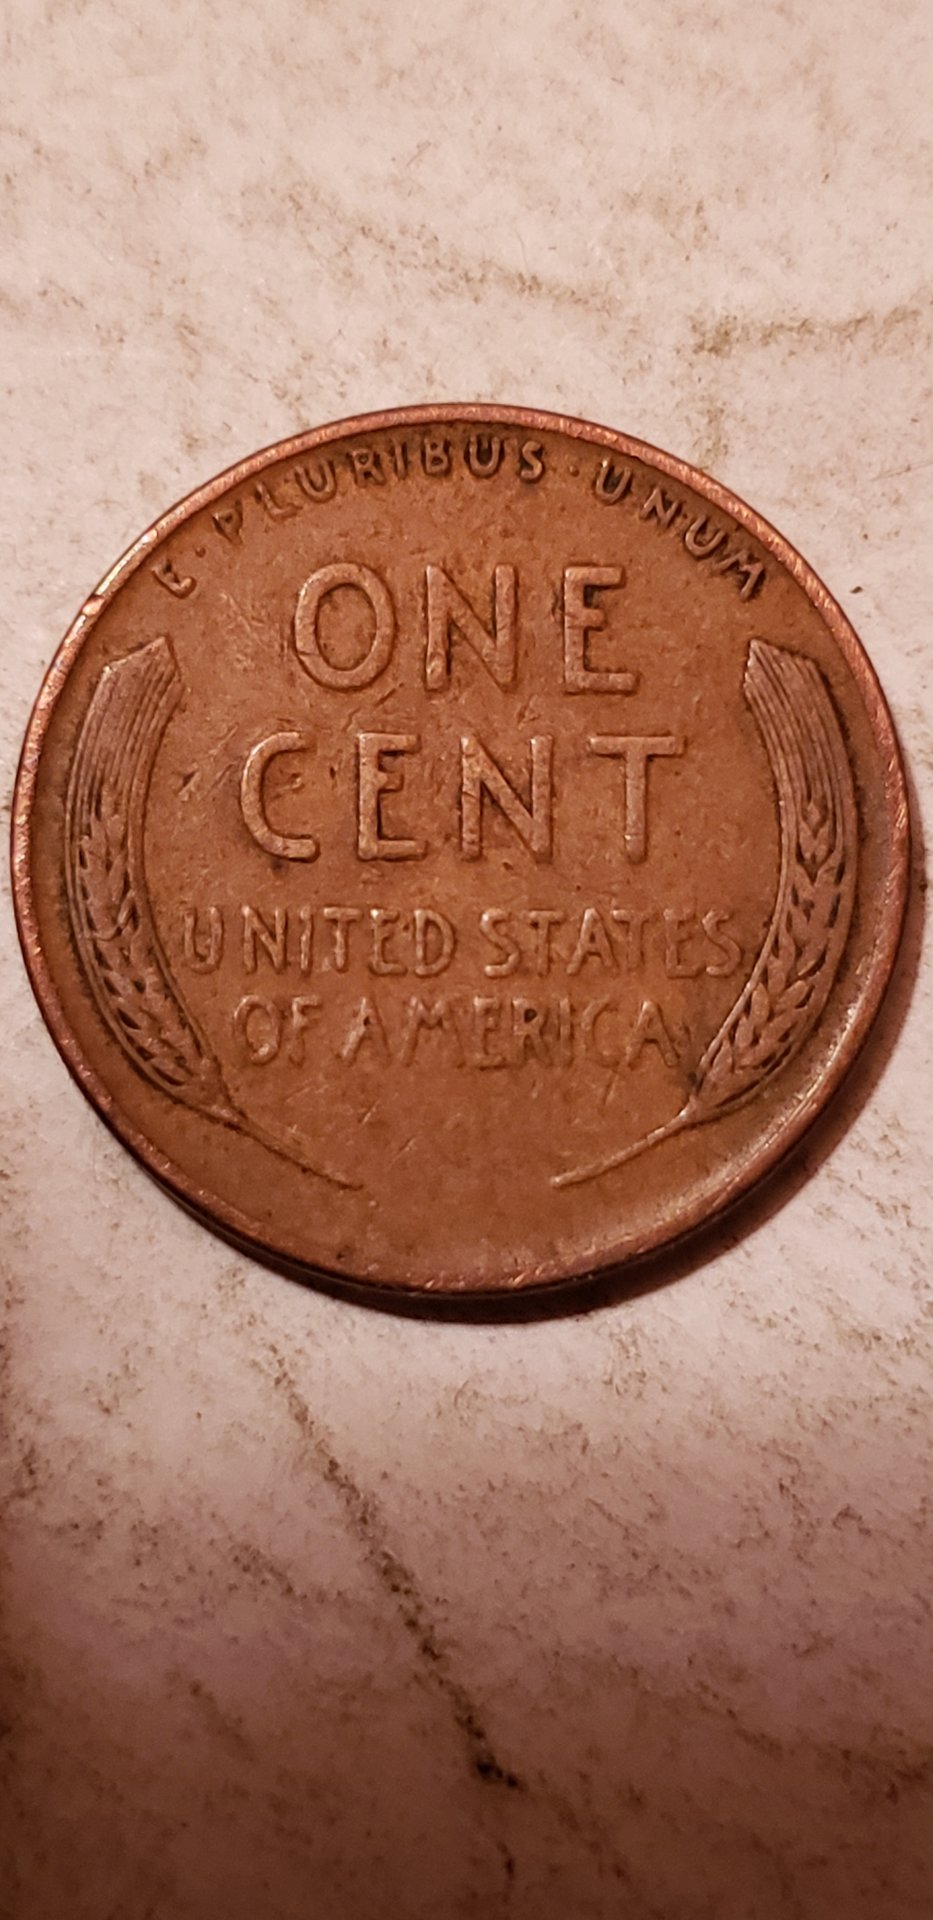 E·PLURIBUS·UNUM
ONE
CENT
UNITED STATES
OF AMERICA